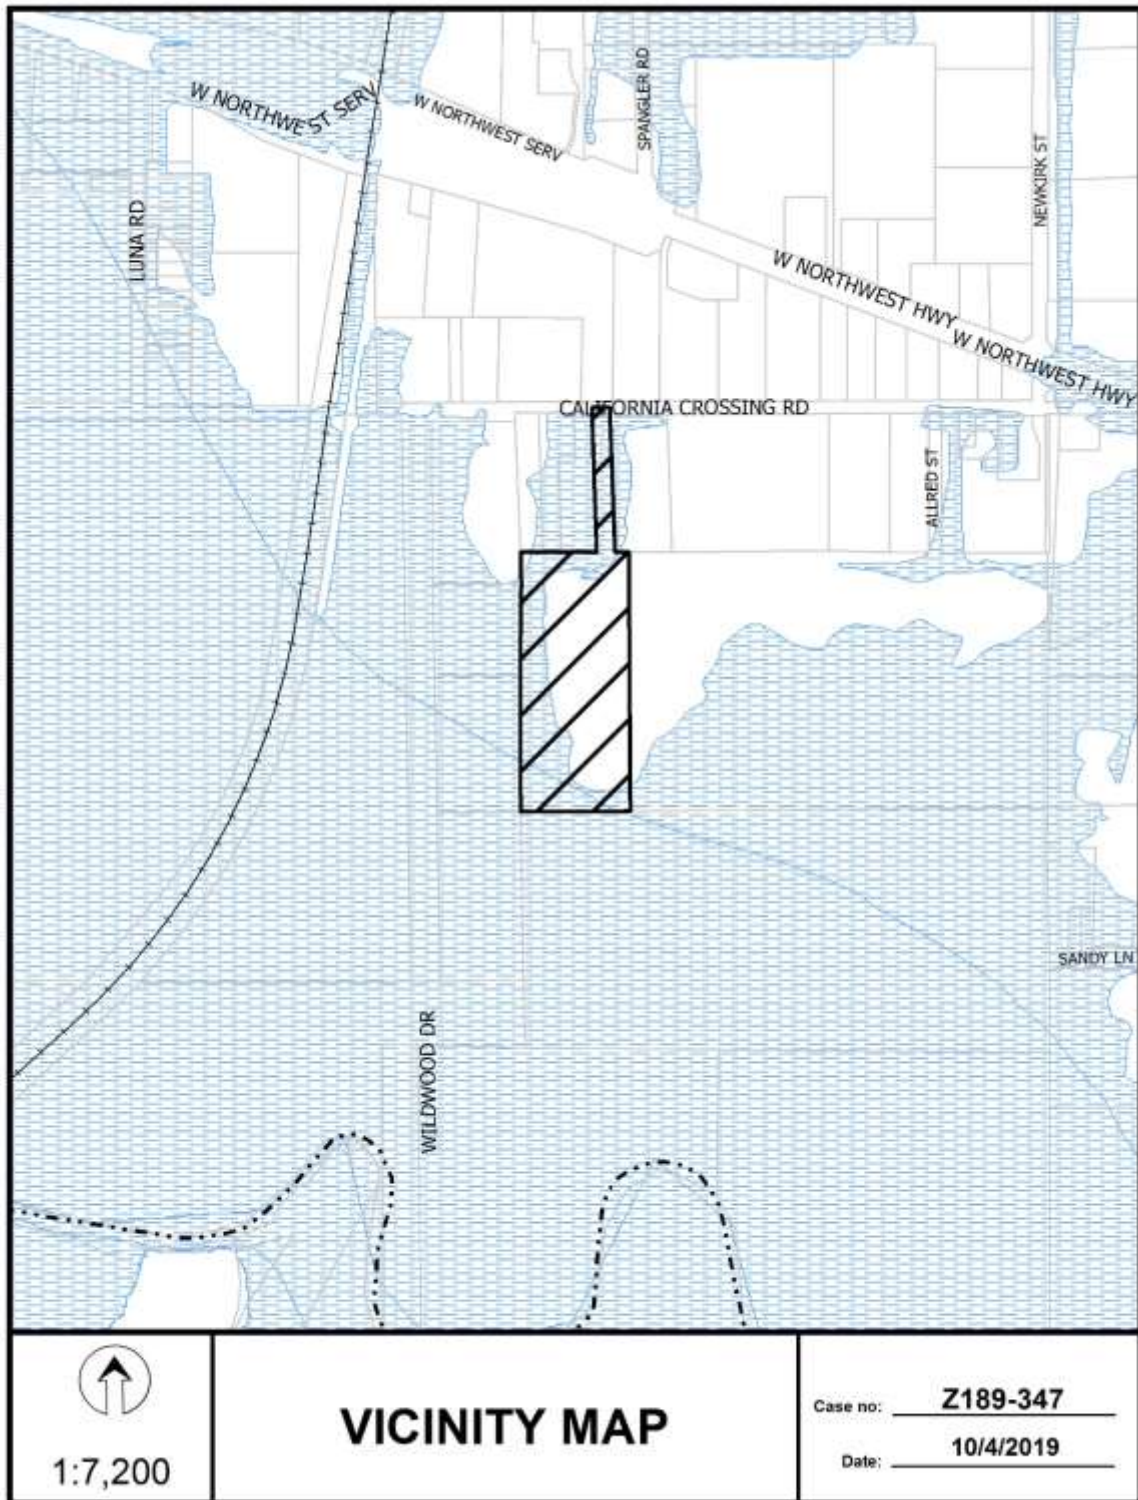 W NORTHWEST SERV
W NORTHWEST SERV
SPANGLER RD
NEWKIRK ST
LUNA RD
W NORTHWEST HWY
W NORTHWEST HWY
CALIFORNIA CROSSING RD
ALLRED ST
SANDY LN
WILDWOOD DR
1:7,200
VICINITY MAP
Case no: Z189-347
Date: 10/4/2019